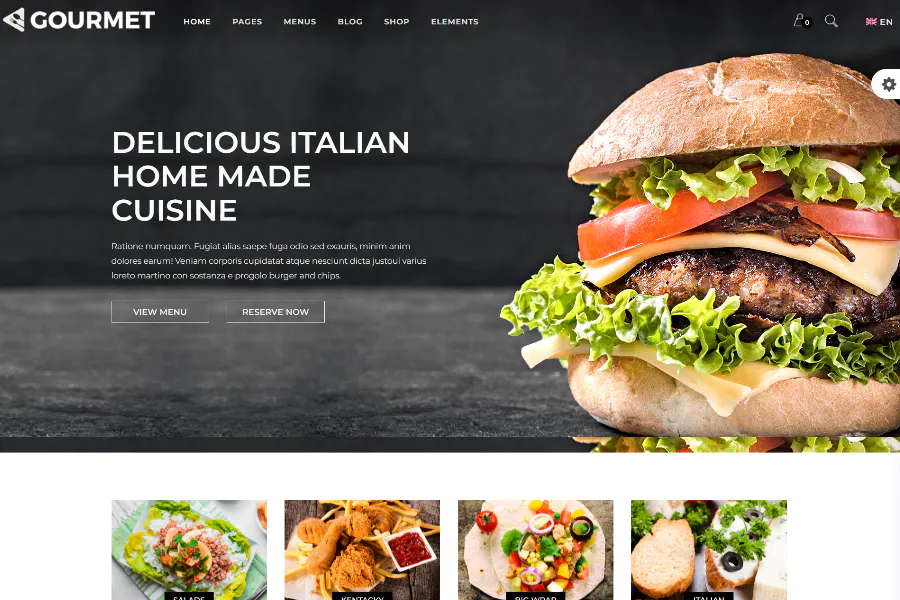 GOURMET
HOME PAGES MENUS BLOG SHOP ELEMENTS
0
EN
DELICIOUS ITALIAN
HOME MADE
CUISINE
Ratione numquam. Fugiat alias saepe fuga odio sed exauris, minim anim
dolores earum! Veniam corporis cupidatat atque nesciunt dicta justoui varius
loreto martino con sostanza e progolo burger and chips.
VIEW MENU RESERVE NOW
SALADS KENTACKY BIG WRAP ITALIAN